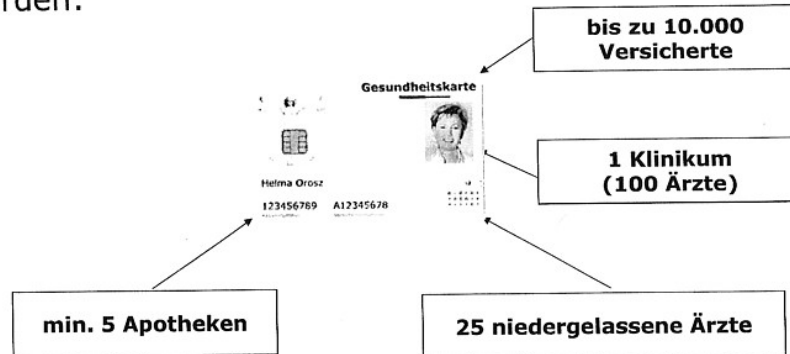 rden.
bis zu 10.000
Versicherte
Gesundheitskarte
1 Klinikum
(100 Ärzte)
Helma Orosz
123456789 A12345678
min. 5 Apotheken
25 niedergelassene Ärzte